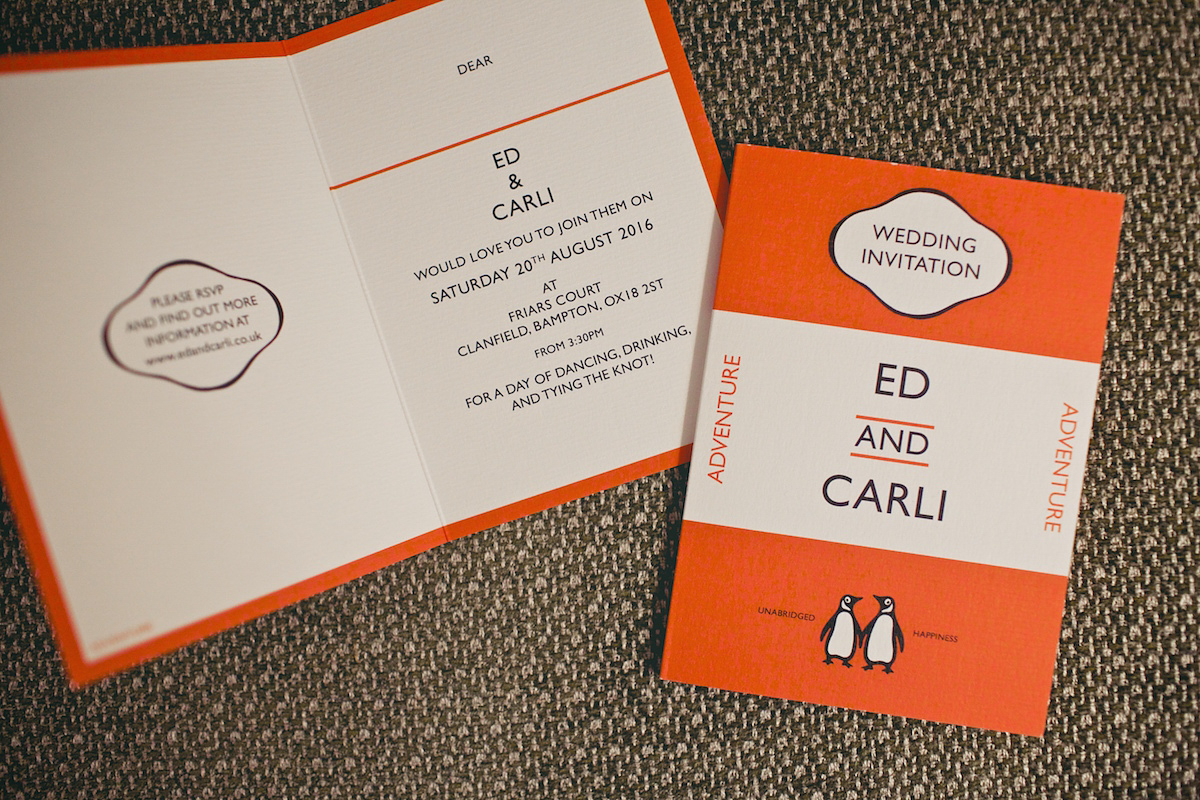 PLEASE RSVP
AND FIND OUT MORE
INFORMATION AT
www.edandcarli.co.uk
DEAR
ED
&
CARLI
WOULD LOVE YOU TO JOIN THEM ON
SATURDAY 20TH AUGUST 2016
AT
FRIARS COURT
CLANFIELD, BAMPTON, OX18 2ST
FROM 3:30PM
FOR A DAY OF DANCING, DRINKING,
AND TYING THE KNOT!
WEDDING
INVITATION
ADVENTURE
ED
AND
CARLI
ADVENTURE
UNABRIDGED
HAPPINESS